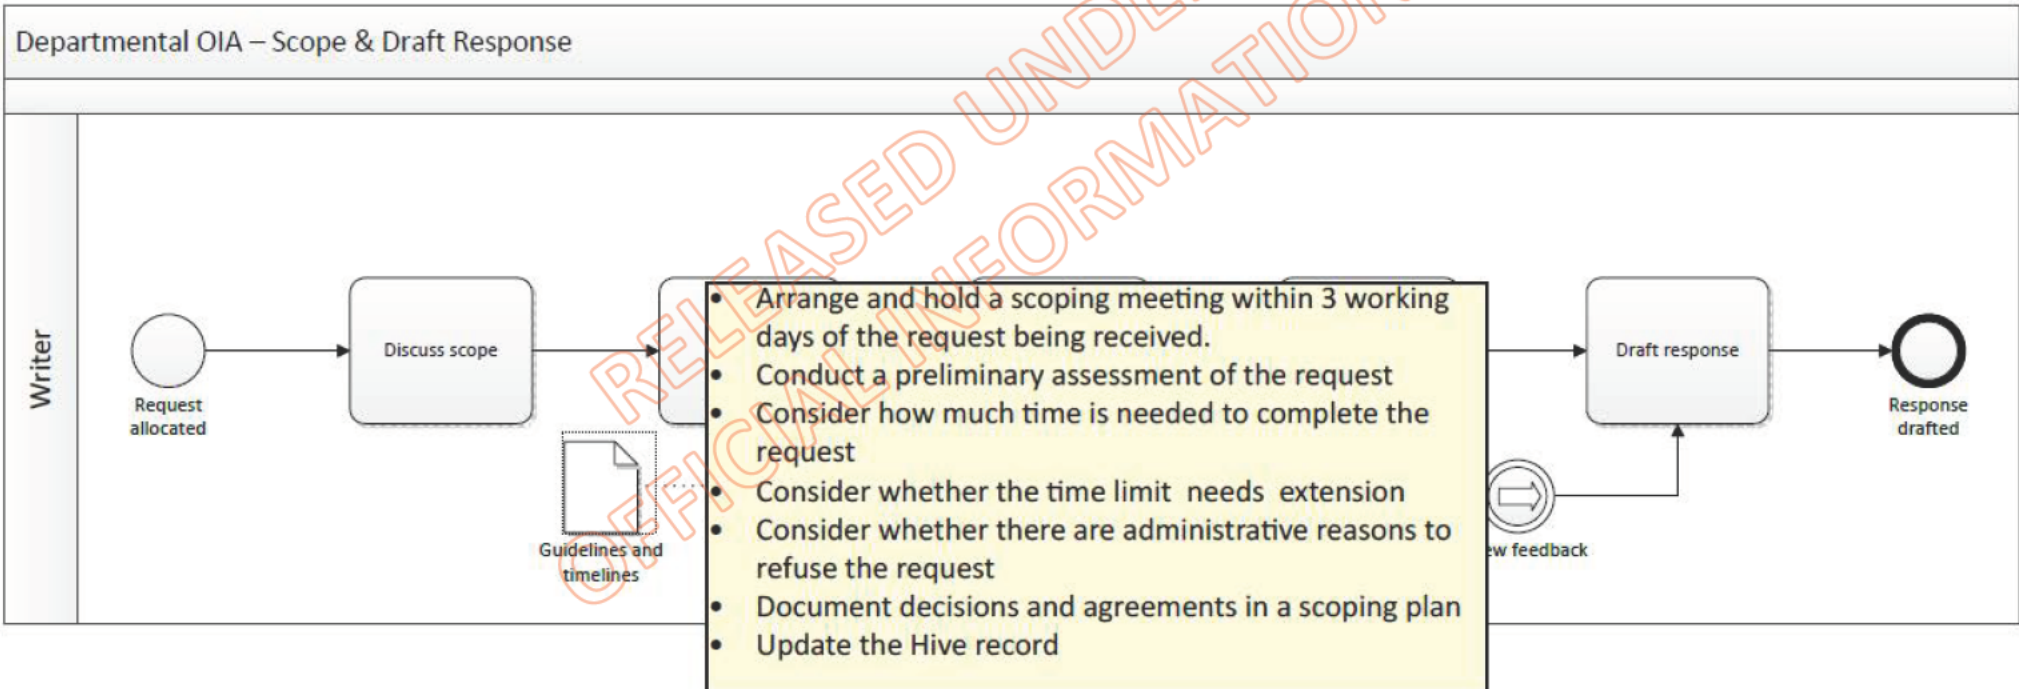 Departmental OIA – Scope & Draft Response
RELEASED UNDE
OFFICIAL INFORMATION
Writer
Request
allocated
Discuss scope
Guidelines and
timelines
• Arrange and hold a scoping meeting within 3 working
days of the request being received.
• Conduct a preliminary assessment of the request
• Consider how much time is needed to complete the
request
• Consider whether the time limit  needs  extension
• Consider whether there are administrative reasons to
refuse the request
• Document decisions and agreements in a scoping plan
• Update the Hive record
ew feedback
Draft response
Response
drafted